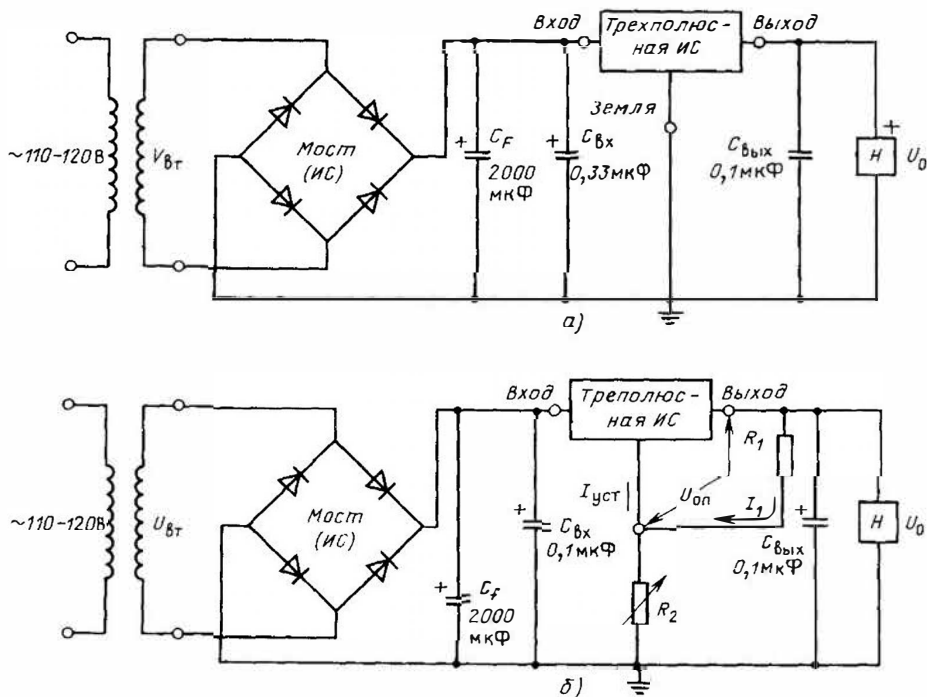 Вход
Трехполюс-
ная ИС
Выход
Земля
~110-120В
Vвт
Мост
(ИС)
+
CF
2000
мкФ
+
Cвх
0,33мкФ
Cвых
0,1мкФ
+
Н
U0
а)
Вход
Треполюс-
ная ИС
Выход
R1
Iуст
Uоп
I1
~110-120В
Uвт
Мост
(ИС)
+
Cвх
0,1мкФ
+
Cвых
0,1мкФ
Н
U0
+
Cf
2000
мкФ
R2
б)